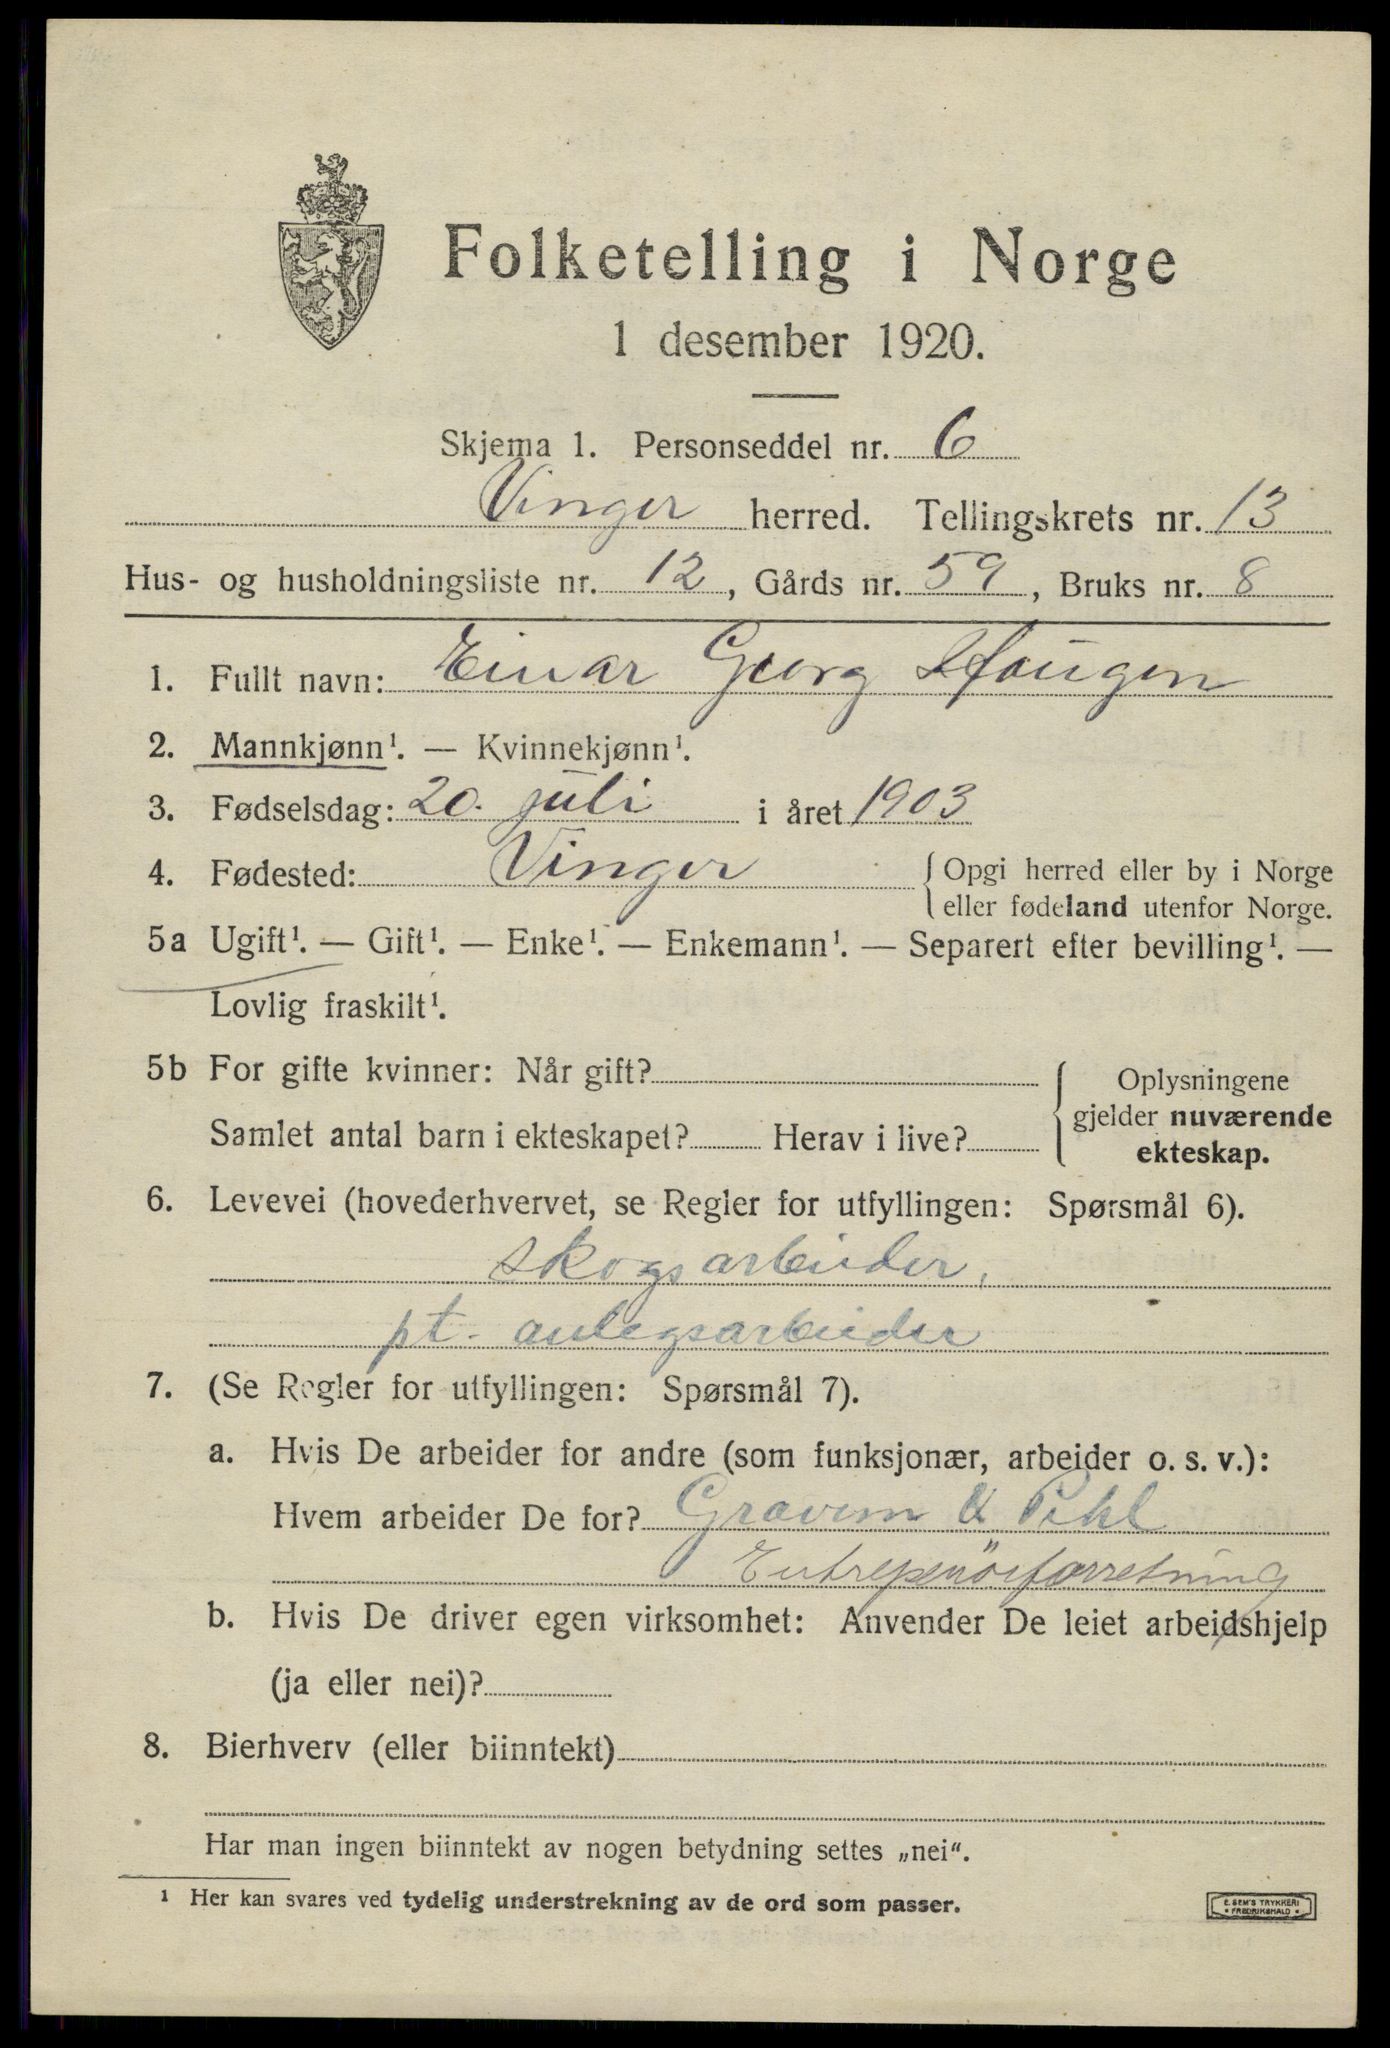 Folketelling i Norge
1 desember 1920.
Skjema 1. Personseddel nr. 6
Vinger herred. Tellingskrets nr. 13
Hus- og husholdningsliste nr. 12, Gårds nr. 59, Bruks nr. 8
1. Fullt navn: Einar Georg Haugen
2. Mannkjønn¹. — Kvinnekjønn¹.
3. Fødselsdag: 20. juli i året 1903
4. Fødested: Vinger { Opgi herred eller by i Norge
eller fødeland utenfor Norge.
5a Ugift¹. — Gift¹. — Enke¹. — Enkemann¹. — Separert efter bevilling¹. —
Lovlig fraskilt¹.
5b For gifte kvinner: Når gift?
Samlet antal barn i ekteskapet? Herav i live?
Oplysningene
gjelder nuværende
ekteskap.
6. Levevei (hovederhvervet, se Regler for utfyllingen: Spørsmål 6).
skogsarbeider,
pt. anlegsarbeider
7. (Se Regler for utfyllingen: Spørsmål 7).
a. Hvis De arbeider for andre (som funksjonær, arbeider o. s. v.):
Hvem arbeider De for? Gravem & Pihl
Entrepenörforretning
b. Hvis De driver egen virksomhet: Anvender De leiet arbeidshjelp
(ja eller nei)?
8. Bierhverv (eller biinntekt)
Har man ingen biinntekt av nogen betydning settes „nei“.
¹ Her kan svares ved tydelig understrekning av de ord som passer.
E. SEM'S TRYKKERI
• FREDRIKSHALD •